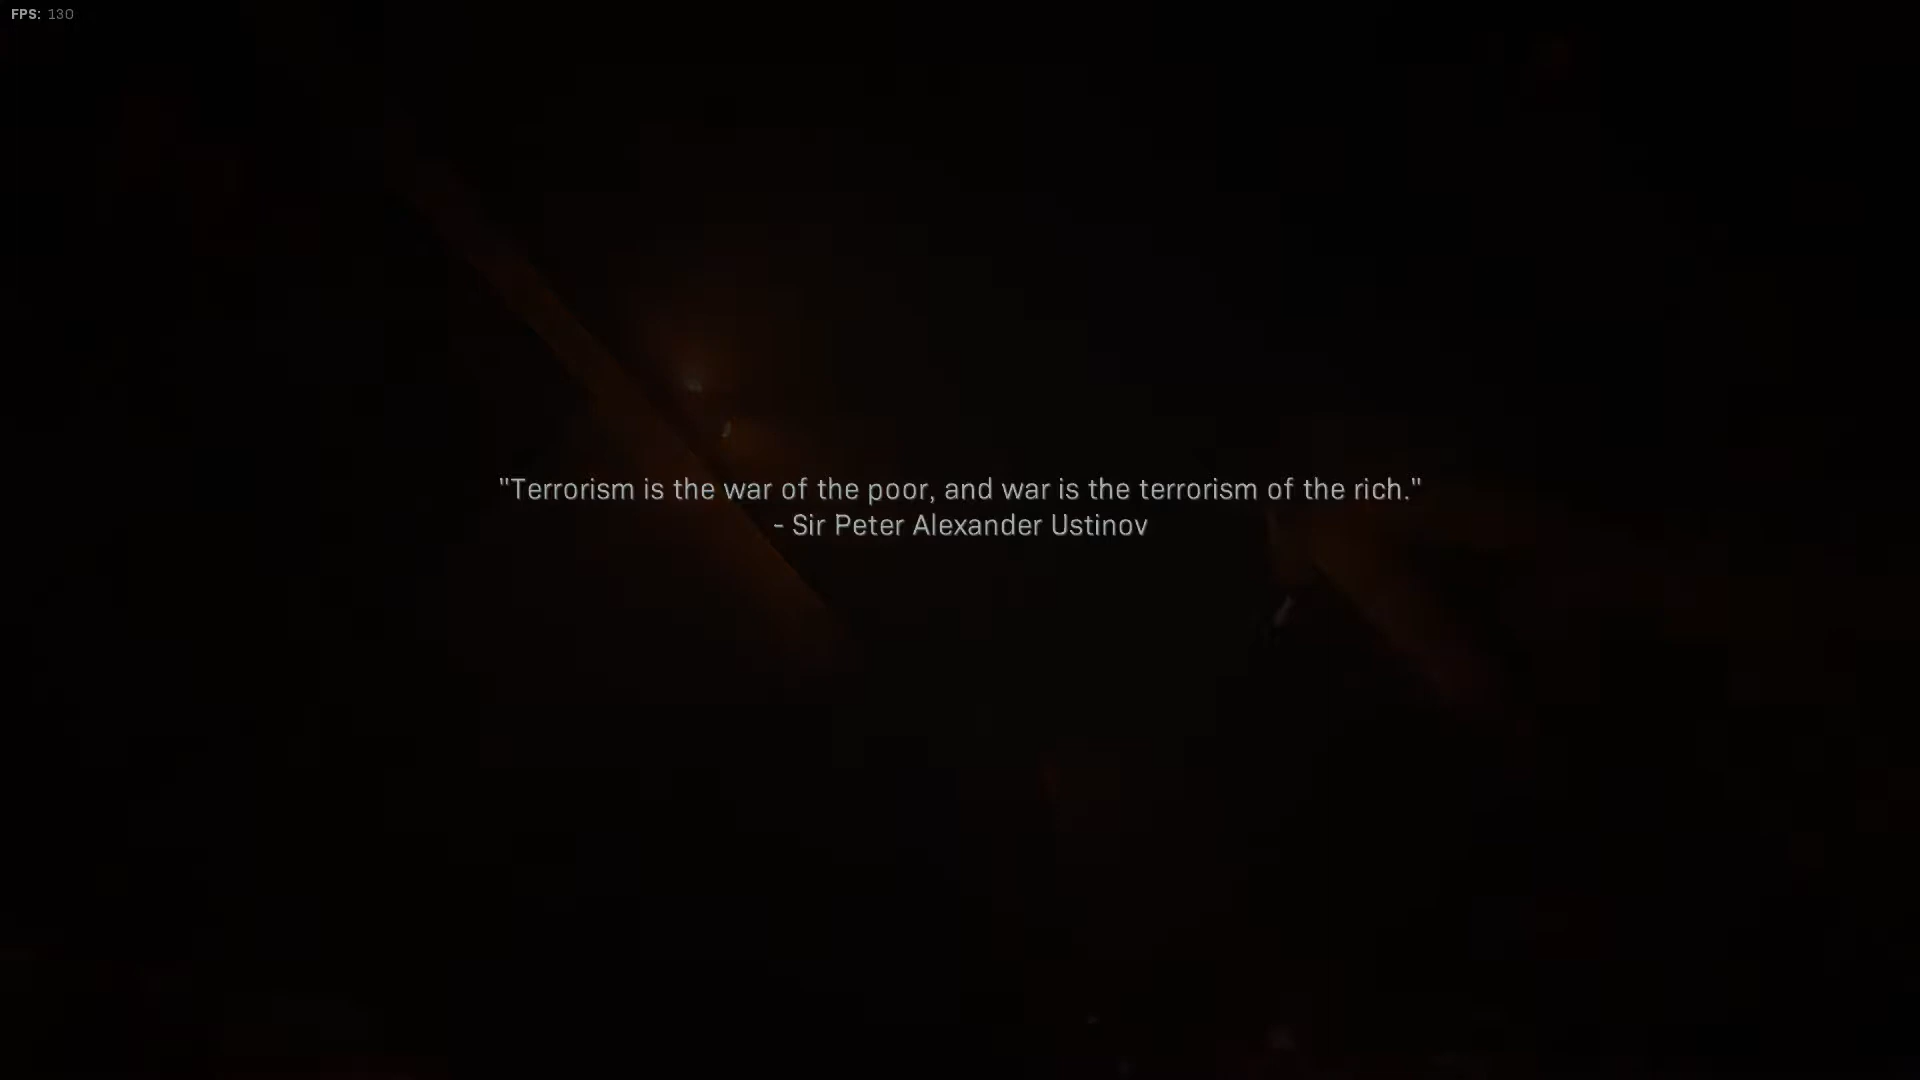 FPS: 130
"Terrorism is the war of the poor, and war is the terrorism of the rich."
- Sir Peter Alexander Ustinov